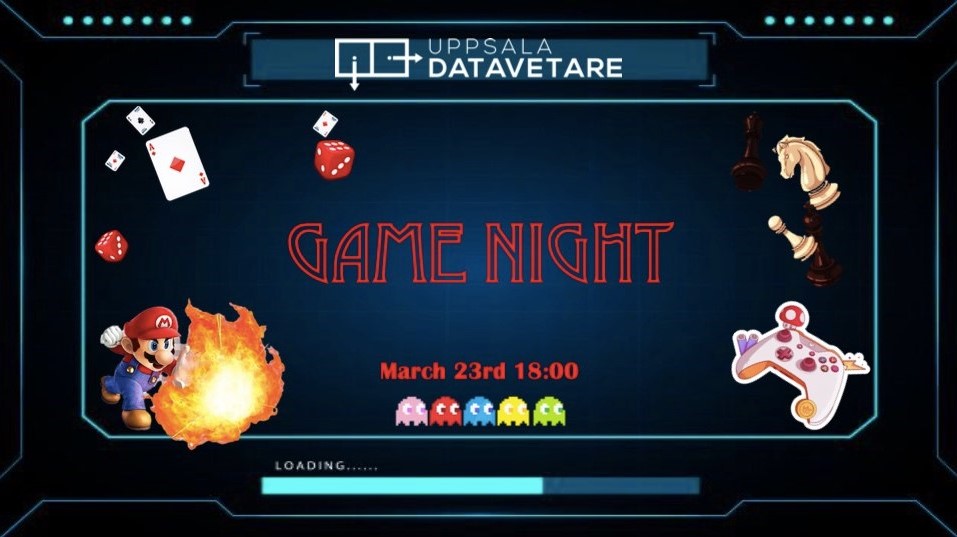 UPPSALA
DATAVETARE
A
A
GAME NIGHT
M
March 23rd 18:00
LOADING......